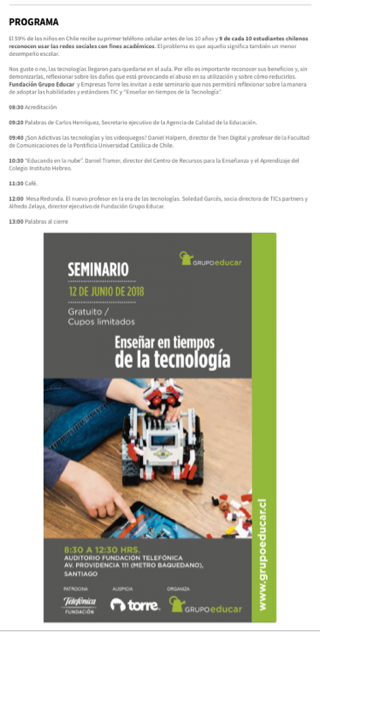 PROGRAMA
El 59% de los niños en Chile recibe su primer teléfono celular antes de los 10 años y 9 de cada 10 estudiantes chilenos
reconocen usar las redes sociales con fines académicos. El problema es que aquello significa también un menor
desempeño escolar.
Nos guste o no, las tecnologías llegaron para quedarse en el aula. Por ello es importante reconocer sus beneficios y, sin
demonizarlas, reflexionar sobre los daños que está provocando el abuso en su utilización y sobre cómo reducirlos.
Fundación Grupo Educar y Empresas Torre les invitan a este seminario que nos permitirá reflexionar sobre la manera
de adoptar las habilidades y estándares TIC y "Enseñar en tiempos de la Tecnología".
08:30 Acreditación
09:20 Palabras de Carlos Henríquez, Secretario ejecutivo de la Agencia de Calidad de la Educación.
09:40 ¿Son Adictivas las tecnologías y los videojuegos? Daniel Halpern, director de Tren Digital y profesor de la Facultad
de Comunicaciones de la Pontificia Universidad Católica de Chile.
10:30 "Educando en la nube". Daniel Tramer, director del Centro de Recursos para la Enseñanza y el Aprendizaje del
Colegio Instituto Hebreo.
11:30 Café.
12:00 Mesa Redonda. El nuevo profesor en la era de las tecnologías. Soledad Garcés, socia directora de TICs partners y
Alfredo Zelaya, director ejecutivo de Fundación Grupo Educar.
13:00 Palabras al cierre
GRUPOeducar
SEMINARIO
12 DE JUNIO DE 2018
Gratuito /
Cupos limitados
Enseñar en tiempos
de la tecnología
www.grupoeducar.cl
8:30 A 12:30 HRS.
AUDITORIO FUNDACIÓN TELEFÓNICA
AV. PROVIDENCIA 111 (METRO BAQUEDANO),
SANTIAGO
PATROCINA AUSPICIA ORGANIZA
Telefónica
FUNDACIÓN
torre.
GRUPOeducar